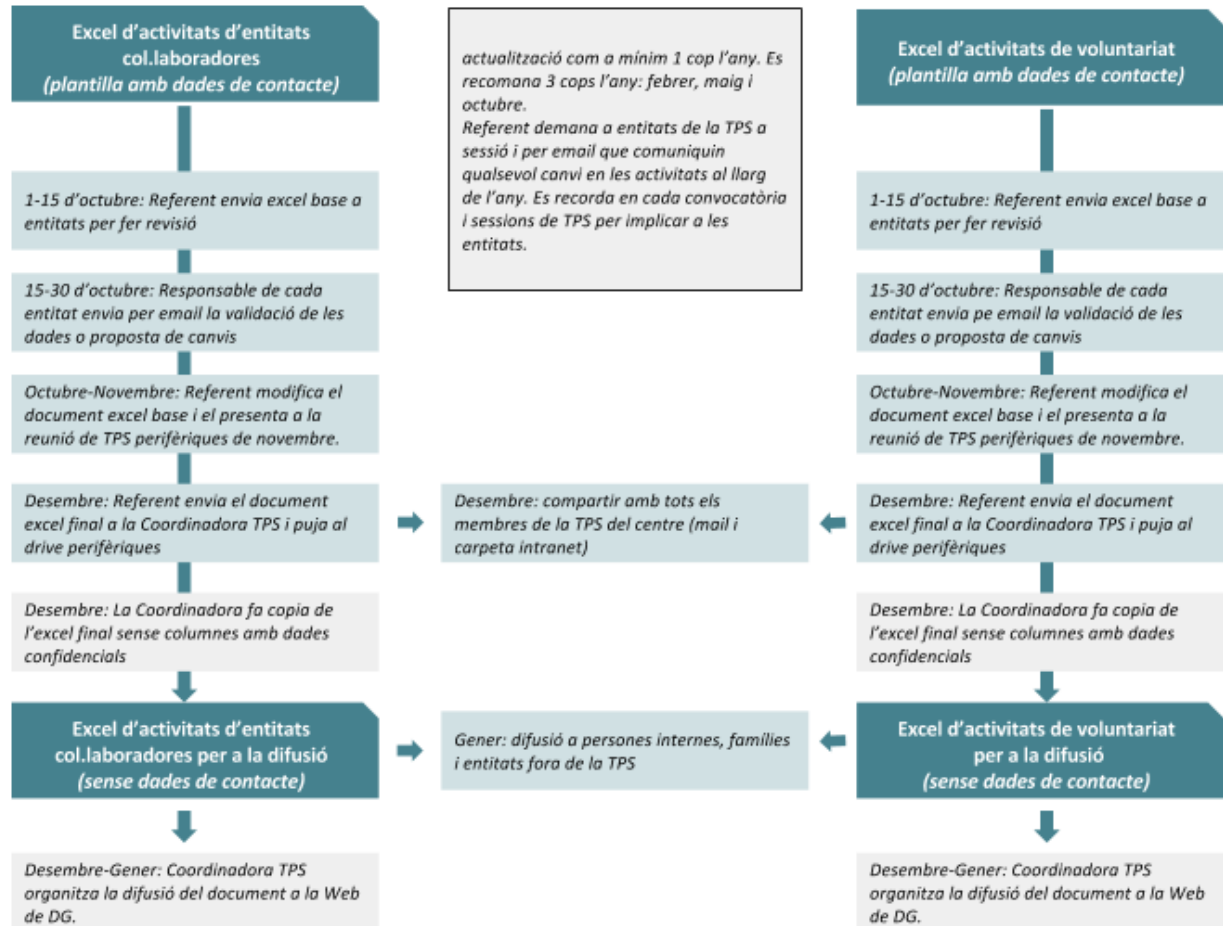 Excel d'activitats d'entitats
col.laboradores
(plantilla amb dades de contacte)
1-15 d'octubre: Referent envia excel base a
entitats per fer revisió
15-30 d'octubre: Responsable de cada
entitat envia per email la validació de les
dades o proposta de canvis
Octubre-Novembre: Referent modifica el
document excel base i el presenta a la
reunió de TPS perifèriques de novembre.
Desembre: Referent envia el document
excel final a la Coordinadora TPS i puja al
drive perifèriques
Desembre: La Coordinadora fa copia de
l'excel final sense columnes amb dades
confidencials
Excel d'activitats d'entitats
col.laboradores per a la difusió
(sense dades de contacte)
Desembre-Gener: Coordinadora TPS
organitza la difusió del document a la Web
de DG.
actualització com a mínim 1 cop l'any. Es
recomana 3 cops l'any: febrer, maig i
octubre.
Referent demana a entitats de la TPS a
sessió i per email que comuniquin
qualsevol canvi en les activitats al llarg
de l'any. Es recorda en cada convocatòria
i sessions de TPS per implicar a les
entitats.
Desembre: compartir amb tots els
membres de la TPS del centre (mail i
carpeta intranet)
Gener: difusió a persones internes, famílies
i entitats fora de la TPS
Excel d'activitats de voluntariat
(plantilla amb dades de contacte)
1-15 d'octubre: Referent envia excel base a
entitats per fer revisió
15-30 d'octubre: Responsable de cada
entitat envia pe email la validació de les
dades o proposta de canvis
Octubre-Novembre: Referent modifica el
document excel base i el presenta a la
reunió de TPS perifèriques de novembre.
Desembre: Referent envia el document
excel final a la Coordinadora TPS i puja al
drive perifèriques
Desembre: La Coordinadora fa copia de
l'excel final sense columnes amb dades
confidencials
Excel d'activitats de voluntariat
per a la difusió
(sense dades de contacte)
Desembre-Gener: Coordinadora TPS
organitza la difusió del document a la Web
de DG.